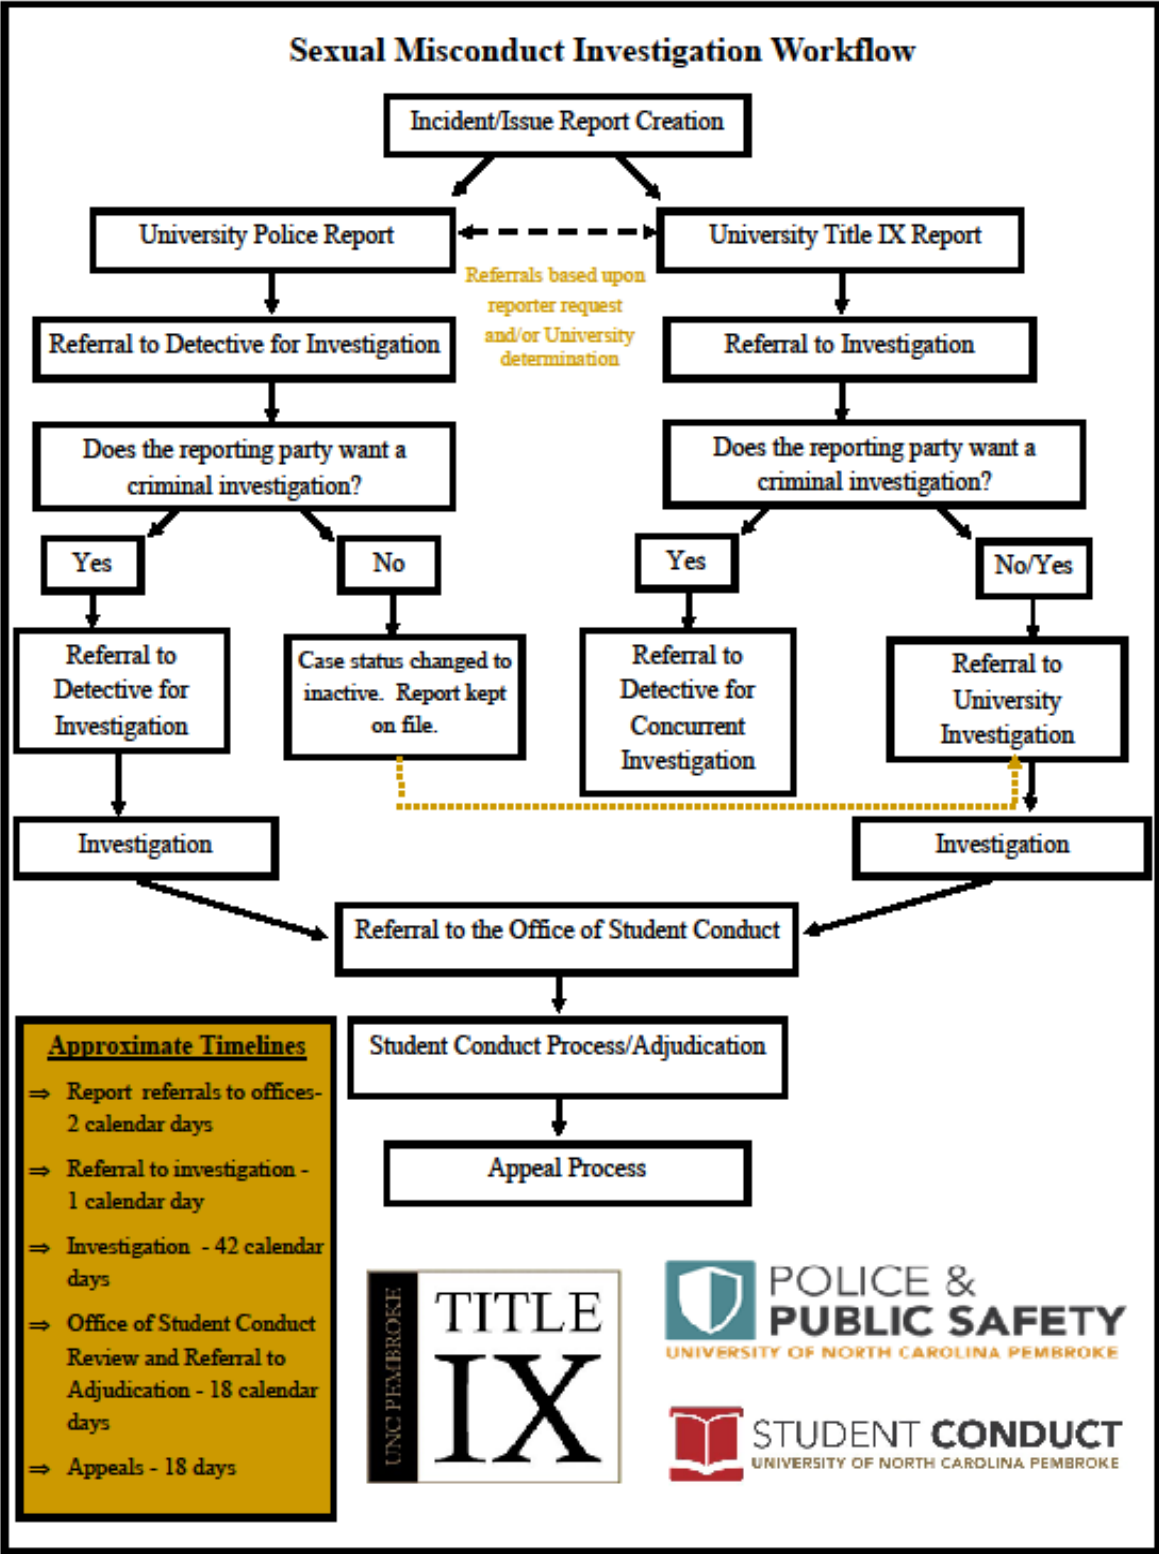 Sexual Misconduct Investigation Workflow
Incident/Issue Report Creation
University Police Report
University Title IX Report
Referrals based upon
reporter request
and/or University
determination
Referral to Detective for Investigation
Referral to Investigation
Does the reporting party want a
criminal investigation?
Does the reporting party want a
criminal investigation?
Yes
No
Yes
No/Yes
Referral to
Detective for
Investigation
Case status changed to
inactive. Report kept
on file.
Referral to
Detective for
Concurrent
Investigation
Referral to
University
Investigation
Investigation
Investigation
Referral to the Office of Student Conduct
Student Conduct Process/Adjudication
Appeal Process
Approximate Timelines
⇒ Report referrals to offices-
2 calendar days
⇒ Referral to investigation -
1 calendar day
⇒ Investigation - 42 calendar
days
⇒ Office of Student Conduct
Review and Referral to
Adjudication - 18 calendar
days
⇒ Appeals - 18 days
UNC PEMBROKE
TITLE
IX
POLICE &
PUBLIC SAFETY
UNIVERSITY OF NORTH CAROLINA PEMBROKE
STUDENT CONDUCT
UNIVERSITY OF NORTH CAROLINA PEMBROKE